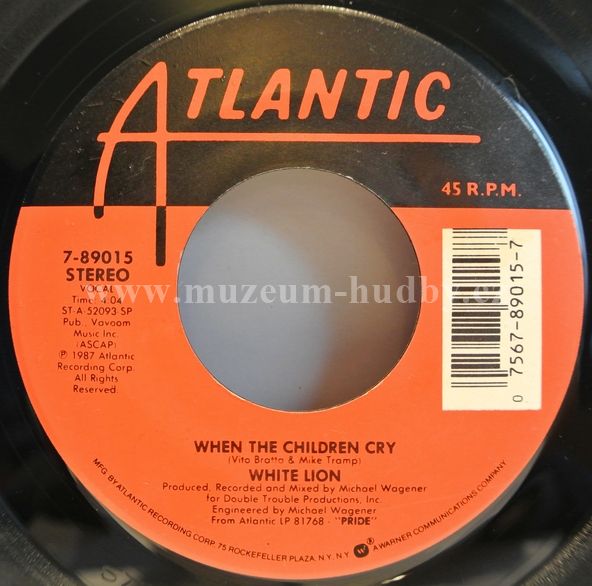 ATLANTIC
45 R.P.M.
7-89015
STEREO
VOCAL
Time: 4:04
ST-A-52093 SP
Pub., Vavoom
Music Inc.
(ASCAP)
℗ 1987 Atlantic
Recording Corp.
All Rights
Reserved.
0 7567-89015-7
www.muzeum-hudby.cz
WHEN THE CHILDREN CRY
(Vito Bratta & Mike Tramp)
WHITE LION
Produced, Recorded and Mixed by Michael Wagener
for Double Trouble Productions, Inc.
Engineered by Michael Wagener
From Atlantic LP 81768 - "PRIDE"
MFG. BY ATLANTIC RECORDING CORP. 75 ROCKEFELLER PLAZA, N.Y. N.Y. W A WARNER COMMUNICATIONS COMPANY